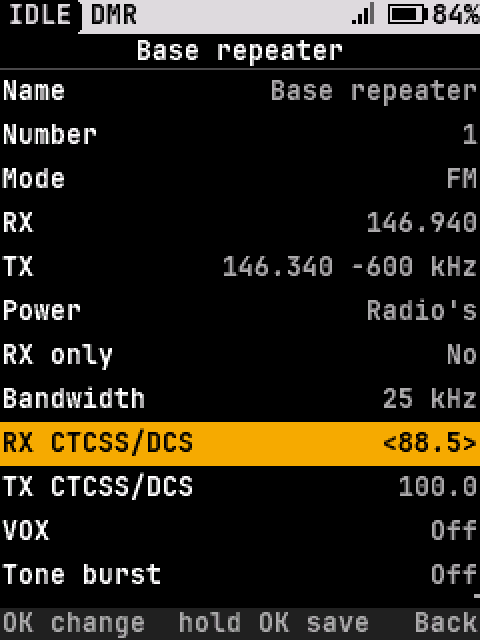 IDLE DMR 84%
Base repeater
Name Base repeater
Number 1
Mode FM
RX 146.940
TX 146.340 -600 kHz
Power Radio's
RX only No
Bandwidth 25 kHz
RX CTCSS/DCS <88.5>
TX CTCSS/DCS 100.0
VOX Off
Tone burst Off
OK change hold OK save Back